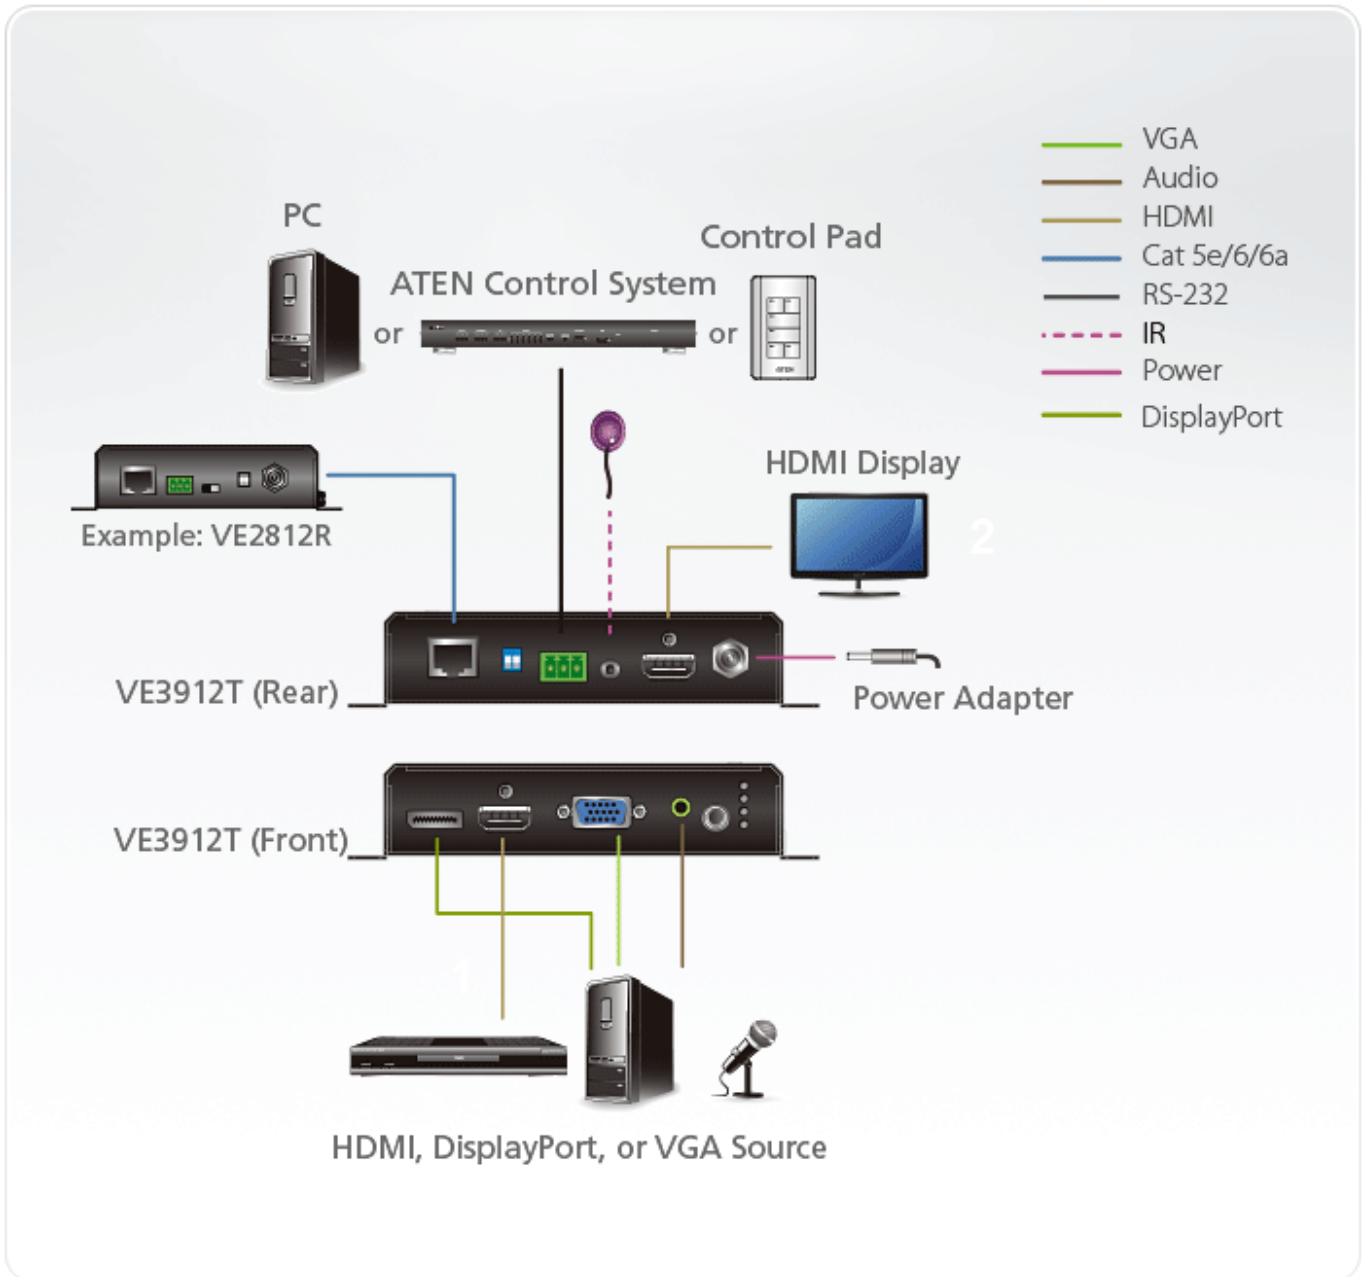 VGA
Audio
HDMI
Cat 5e/6/6a
RS-232
IR
Power
DisplayPort
PC
ATEN Control System
Control Pad
or
or
ATEN
HDMI Display
2
Example: VE2812R
VE3912T (Rear)
Power Adapter
VE3912T (Front)
1
HDMI, DisplayPort, or VGA Source